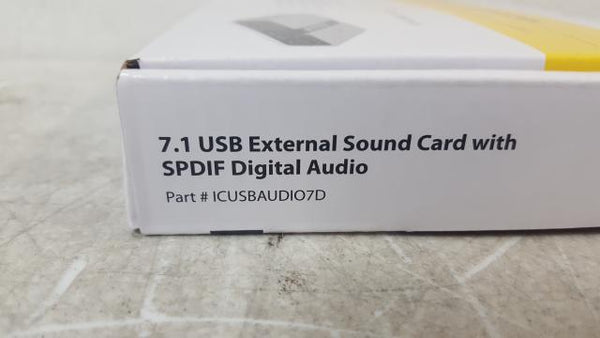 7.1 USB External Sound Card with
SPDIF Digital Audio
Part # ICUSBAUDIO7D